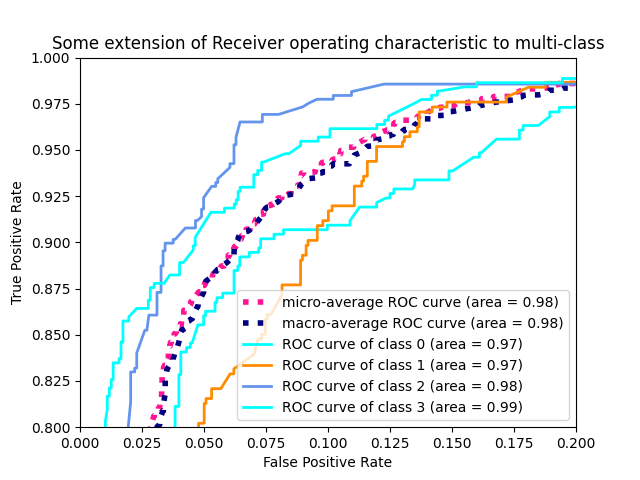 Some extension of Receiver operating characteristic to multi-class
1.000
0.975
0.950
0.925
0.900
0.875
0.850
0.825
0.800
True Positive Rate
micro-average ROC curve (area = 0.98)
macro-average ROC curve (area = 0.98)
ROC curve of class 0 (area = 0.97)
ROC curve of class 1 (area = 0.97)
ROC curve of class 2 (area = 0.98)
ROC curve of class 3 (area = 0.99)
0.000 0.025 0.050 0.075 0.100 0.125 0.150 0.175 0.200
False Positive Rate